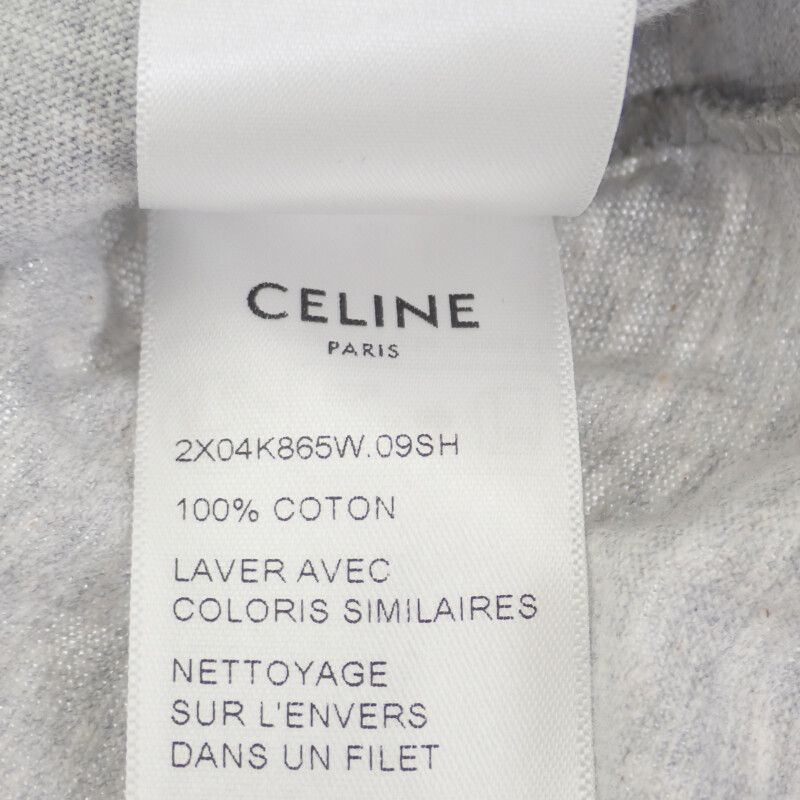 CELINE
PARIS
2X04K865W.09SH
100% COTON
LAVER AVEC
COLORIS SIMILAIRES
NETTOYAGE
SUR L'ENVERS
DANS UN FILET